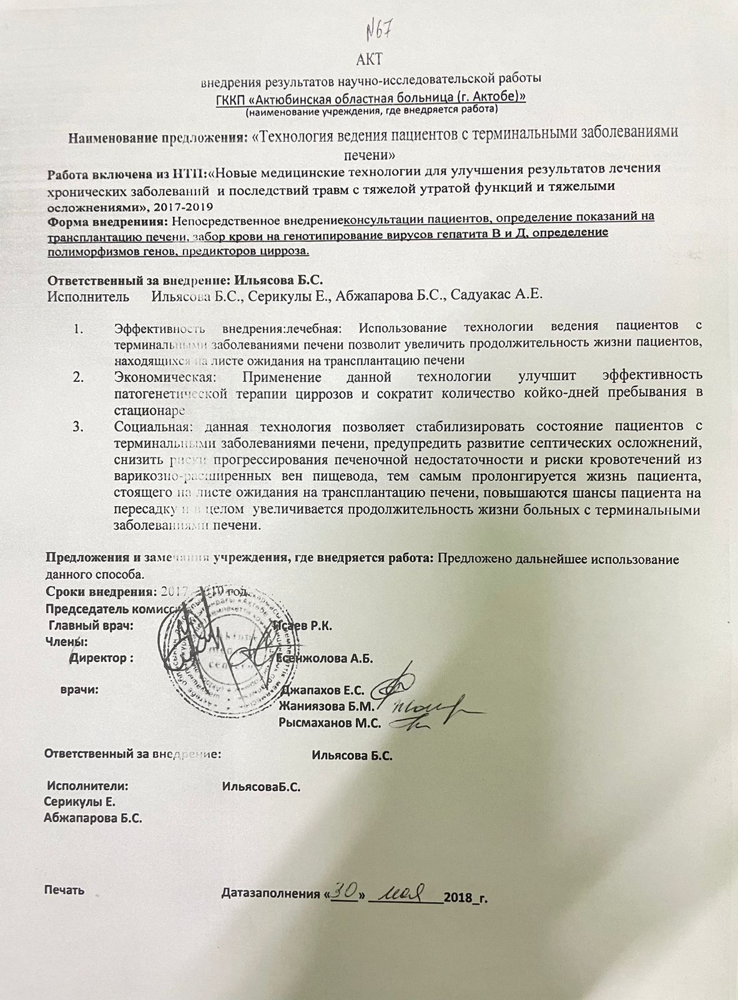 №67
АКТ
внедрения результатов научно-исследовательской работы
ГККП «Актюбинская областная больница (г. Актобе)»
(наименование учреждения, где внедряется работа)
Наименование предложения: «Технология ведения пациентов с терминальными заболеваниями
печени»
Работа включена из НТП:«Новые медицинские технологии для улучшения результатов лечения
хронических заболеваний и последствий травм с тяжелой утратой функций и тяжелыми
осложнениями», 2017-2019
Форма внедрениия: Непосредственное внедрениеконсультации пациентов, определение показаний на
трансплантацию печени, забор крови на генотипирование вирусов гепатита В и Д, определение
полиморфизмов генов, предикторов цирроза.
Ответственный за внедрение: Ильясова Б.С.
Исполнитель Ильясова Б.С., Серикулы Е., Абжапарова Б.С., Садуакас А.Е.
1. Эффективность внедрения:лечебная: Использование технологии ведения пациентов с
терминальными заболеваниями печени позволит увеличить продолжительность жизни пациентов,
находящихся на листе ожидания на трансплантацию печени
2. Экономическая: Применение данной технологии улучшит эффективность
патогенетической терапии циррозов и сократит количество койко-дней пребывания в
стационаре
3. Социальная: данная технология позволяет стабилизировать состояние пациентов с
терминальными заболеваниями печени, предупредить развитие септических осложнений,
снизить риски прогрессирования печеночной недостаточности и риски кровотечений из
варикозно-расширенных вен пищевода, тем самым пролонгируется жизнь пациента,
стоящего на листе ожидания на трансплантацию печени, повышаются шансы пациента на
пересадку и в целом увеличивается продолжительность жизни больных с терминальными
заболеваниями печени.
Предложения и замечания учреждения, где внедряется работа: Предложено дальнейшее использование
данного способа.
Сроки внедрения: 2017 2019 год.
Председатель комиссии
Главный врач: Исаев Р.К.
Члены:
Директор : Есенжолова А.Б.
врачи: Джапахов Е.С.
Жаниязова Б.М.
Рысмаханов М.С.
Ответственный за внедрение: Ильясова Б.С.
Исполнители: ИльясоваБ.С.
Серикулы Е.
Абжапарова Б.С.
Печать Датазаполнения «30» мая 2018_г.